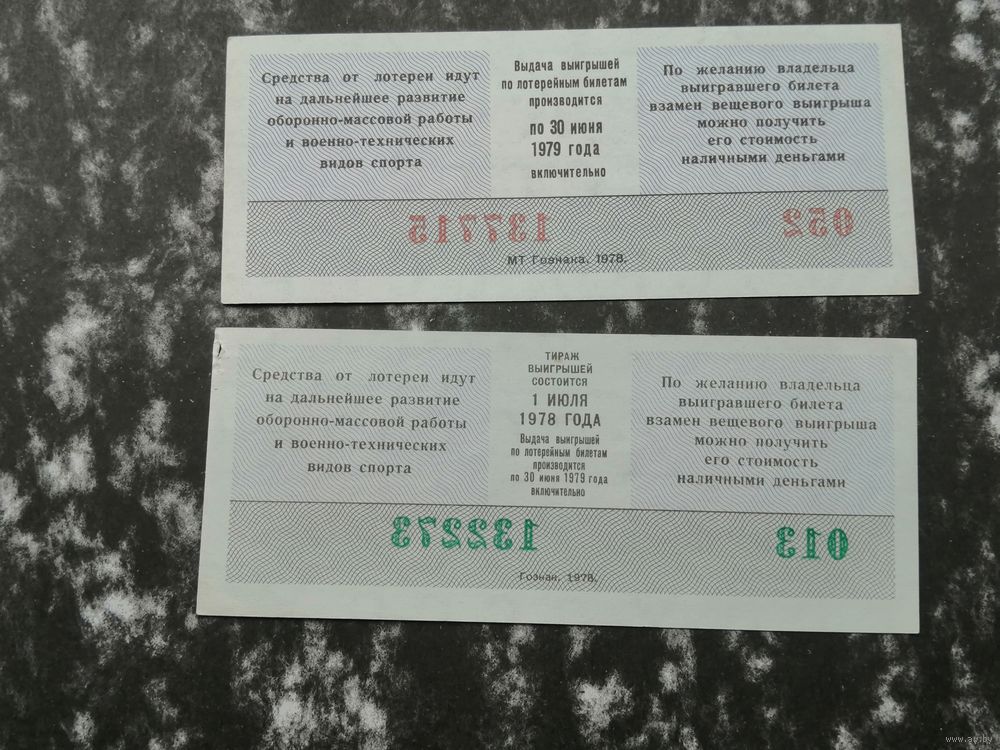 Средства от лотереи идут
на дальнейшее развитие
оборонно-массовой работы
и военно-технических
видов спорта
Выдача выигрышей
по лотерейным билетам
производится
по 30 июня
1979 года
включительно
По желанию владельца
выигравшего билета
взамен вещевого выигрыша
можно получить
его стоимость
наличными деньгами
137715 052
МТ Гознака. 1978.
Средства от лотереи идут
на дальнейшее развитие
оборонно-массовой работы
и военно-технических
видов спорта
ТИРАЖ
ВЫИГРЫШЕЙ
СОСТОИТСЯ
1 ИЮЛЯ
1978 ГОДА
Выдача выигрышей
по лотерейным билетам
производится
по 30 июня 1979 года
включительно
По желанию владельца
выигравшего билета
взамен вещевого выигрыша
можно получить
его стоимость
наличными деньгами
132273 013
Гознак. 1978.
www.ay.by